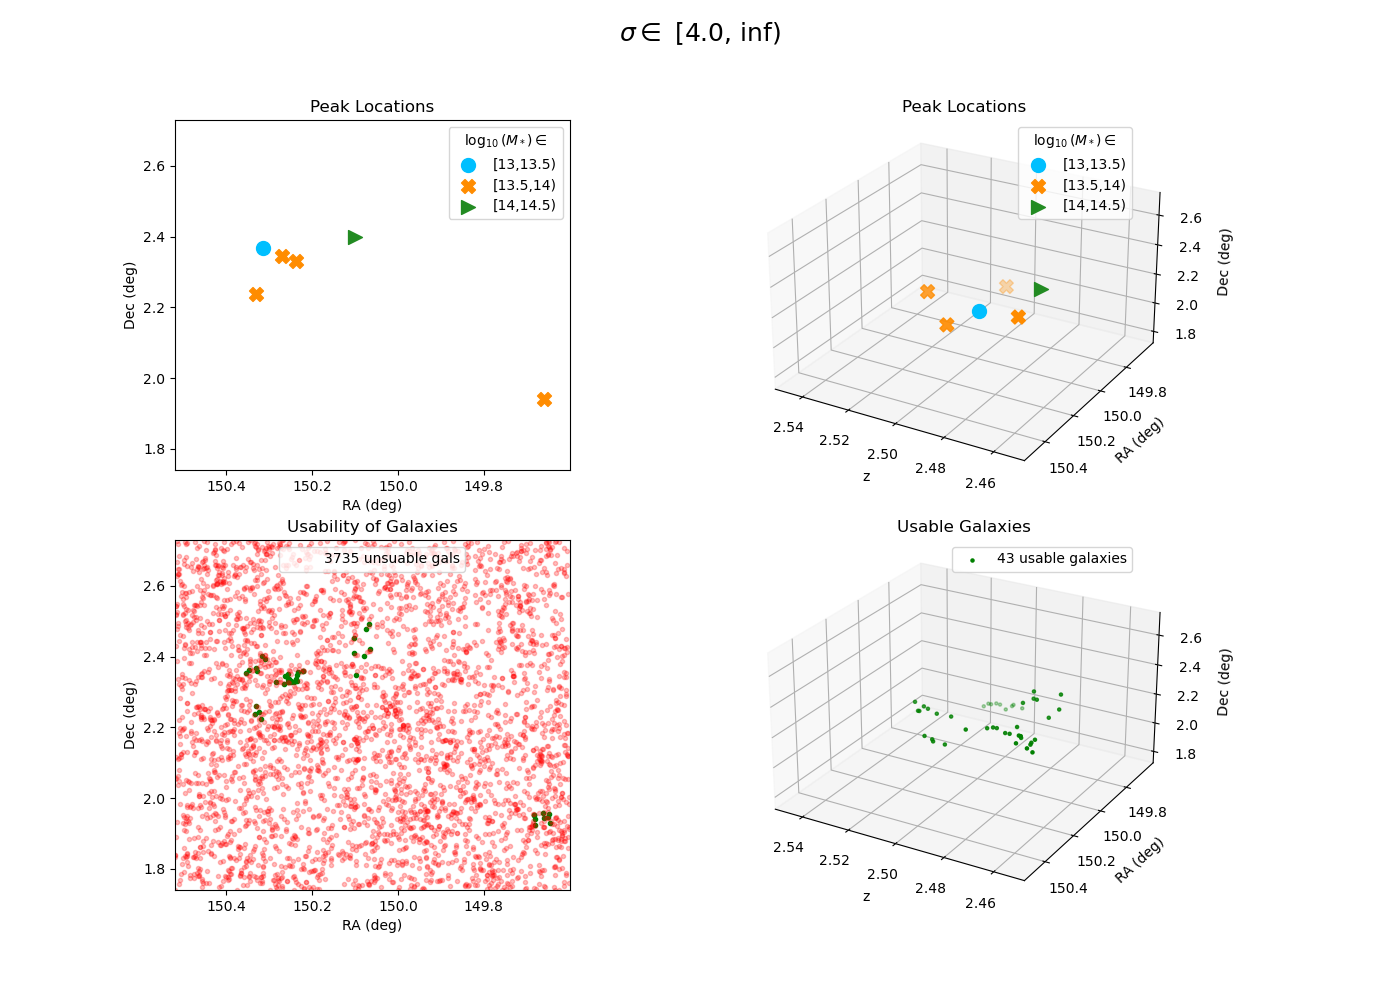 σ ∈ [4.0, inf)
Peak Locations
log₁₀(M*) ∈
[13,13.5)
[13.5,14)
[14,14.5)
2.6
2.4
2.2
2.0
1.8
Dec (deg)
150.4 150.2 150.0 149.8
RA (deg)
Peak Locations
log₁₀(M*) ∈
[13,13.5)
[13.5,14)
[14,14.5)
2.6
2.4
2.2
2.0
1.8
Dec (deg)
149.8
150.0
150.2
150.4
RA (deg)
2.54
2.52
2.50
2.48
2.46
z
Usability of Galaxies
3735 unsuable gals
2.6
2.4
2.2
2.0
1.8
Dec (deg)
150.4 150.2 150.0 149.8
RA (deg)
Usable Galaxies
43 usable galaxies
2.6
2.4
2.2
2.0
1.8
Dec (deg)
149.8
150.0
150.2
150.4
RA (deg)
2.54
2.52
2.50
2.48
2.46
z